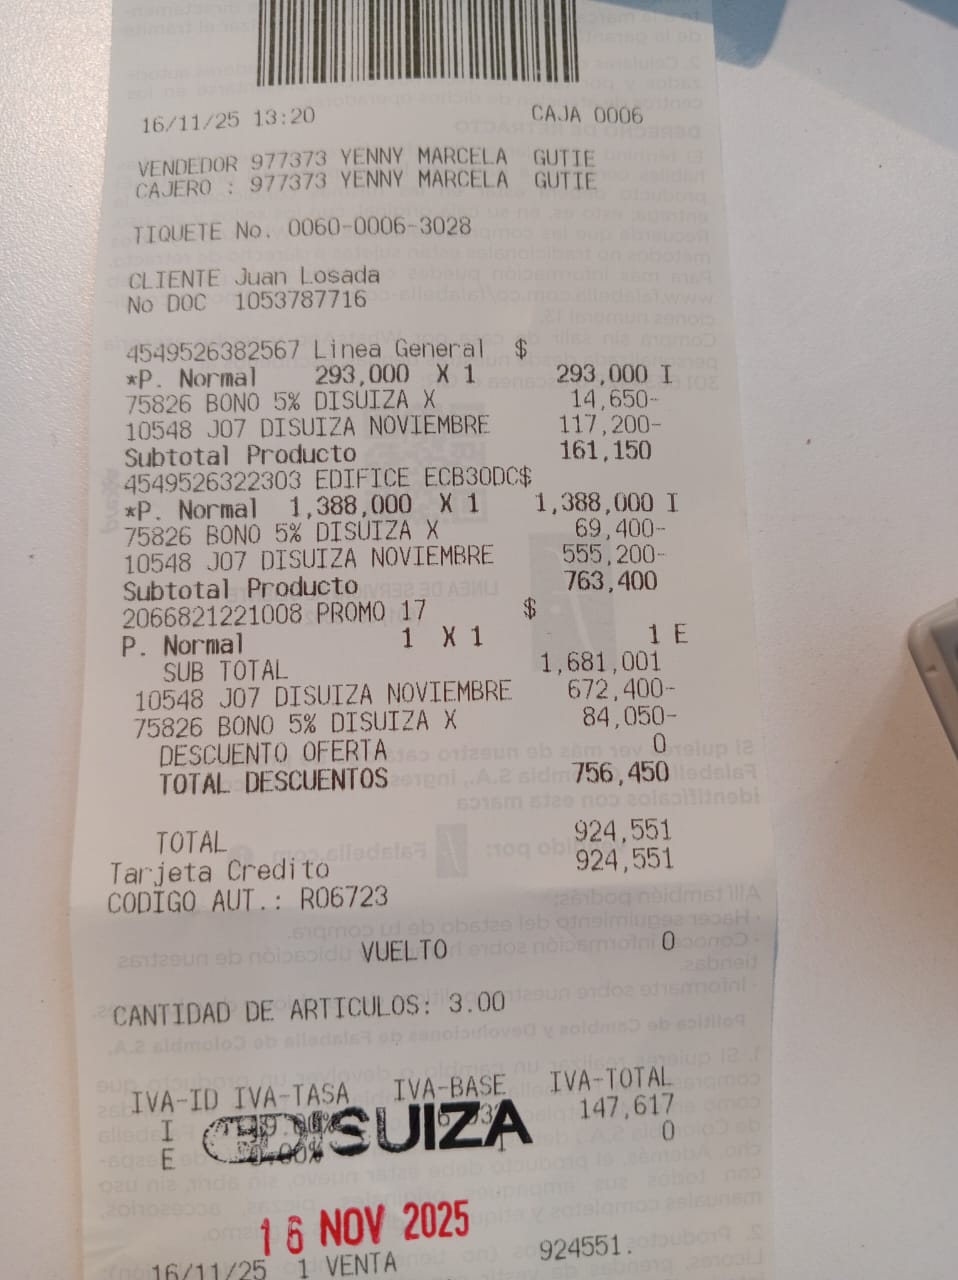 16/11/25 13:20 CAJA 0006
VENDEDOR 977373 YENNY MARCELA GUTIE
CAJERO : 977373 YENNY MARCELA GUTIE
TIQUETE No. 0060-0006-3028
CLIENTE Juan Losada
No DOC 1053787716
4549526382567 Linea General $
*P. Normal 293,000 X 1 293,000 I
75826 BONO 5% DISUIZA X 14,650-
10548 J07 DISUIZA NOVIEMBRE 117,200-
Subtotal Producto 161,150
4549526322303 EDIFICE ECB30DC$
*P. Normal 1,388,000 X 1 1,388,000 I
75826 BONO 5% DISUIZA X 69,400-
10548 J07 DISUIZA NOVIEMBRE 555,200-
Subtotal Producto 763,400
2066821221008 PROMO 17 $
P. Normal 1 X 1 1 E
SUB TOTAL 1,681,001
10548 J07 DISUIZA NOVIEMBRE 672,400-
75826 BONO 5% DISUIZA X 84,050-
DESCUENTO OFERTA 0
TOTAL DESCUENTOS 756,450
TOTAL 924,551
Tarjeta Credito 924,551
CODIGO AUT.: R06723
VUELTO 0
CANTIDAD DE ARTICULOS: 3.00
IVA-ID IVA-TASA IVA-BASE IVA-TOTAL
I 147,617
E 0
DISUIZA
16 NOV 2025
16/11/25 1 VENTA 924551.